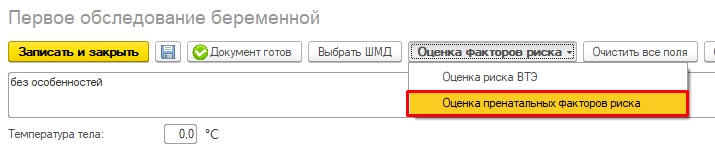 Первое обследование беременной
Записать и закрыть Документ готов Выбрать ШМД Оценка факторов риска Очистить все поля
без особенностей
Оценка риска ВТЭ
Оценка пренатальных факторов риска
Температура тела: 0,0 °C